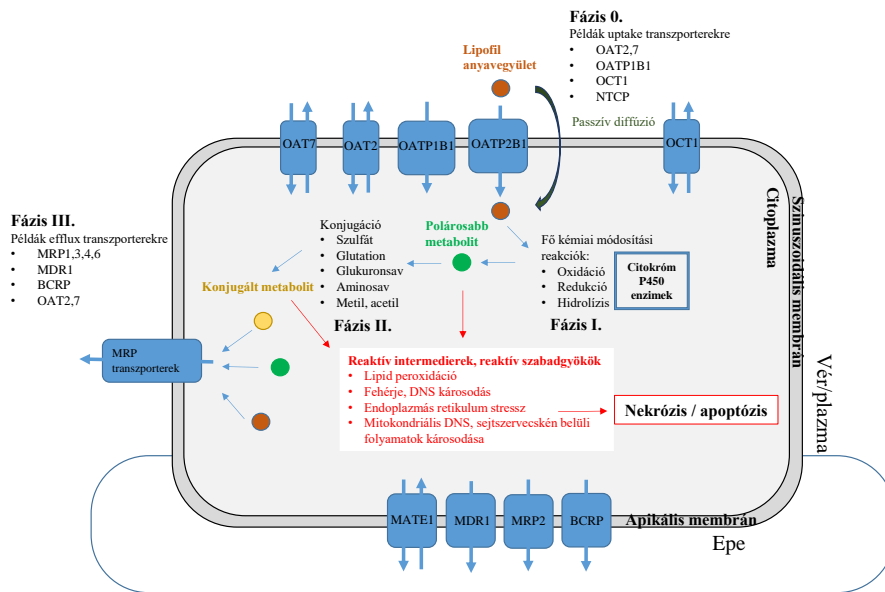 Fázis 0.
Példák uptake transzporterekre
• OAT2,7
• OATP1B1
• OCT1
• NTCP
Lipofil
anyavegyület
Passzív diffúzió
OAT7
OAT2
OATP1B1
OATP2B1
OCT1
Fázis III.
Példák efflux transzporterekre
• MRP1,3,4,6
• MDR1
• BCRP
• OAT2,7
Konjugáció
• Szulfát
• Glutation
• Glukuronsav
• Aminosav
• Metil, acetil
Fázis II.
Polárosabb
metabolit
Fő kémiai módosítási
reakciók:
• Oxidáció
• Redukció
• Hidrolízis
Fázis I.
Citokróm
P450
enzimek
Citoplazma
Szinuszoidális membrán
Vér/plazma
Konjugált metabolit
MRP
transzporterek
Reaktív intermedierek, reaktív szabadgyökök
• Lipid peroxidáció
• Fehérje, DNS károsodás
• Endoplazmás retikulum stressz
• Mitokondriális DNS, sejtszervecskén belüli
folyamatok károsodása
Nekrózis / apoptózis
MATE1
MDR1
MRP2
BCRP
Apikális membrán
Epe